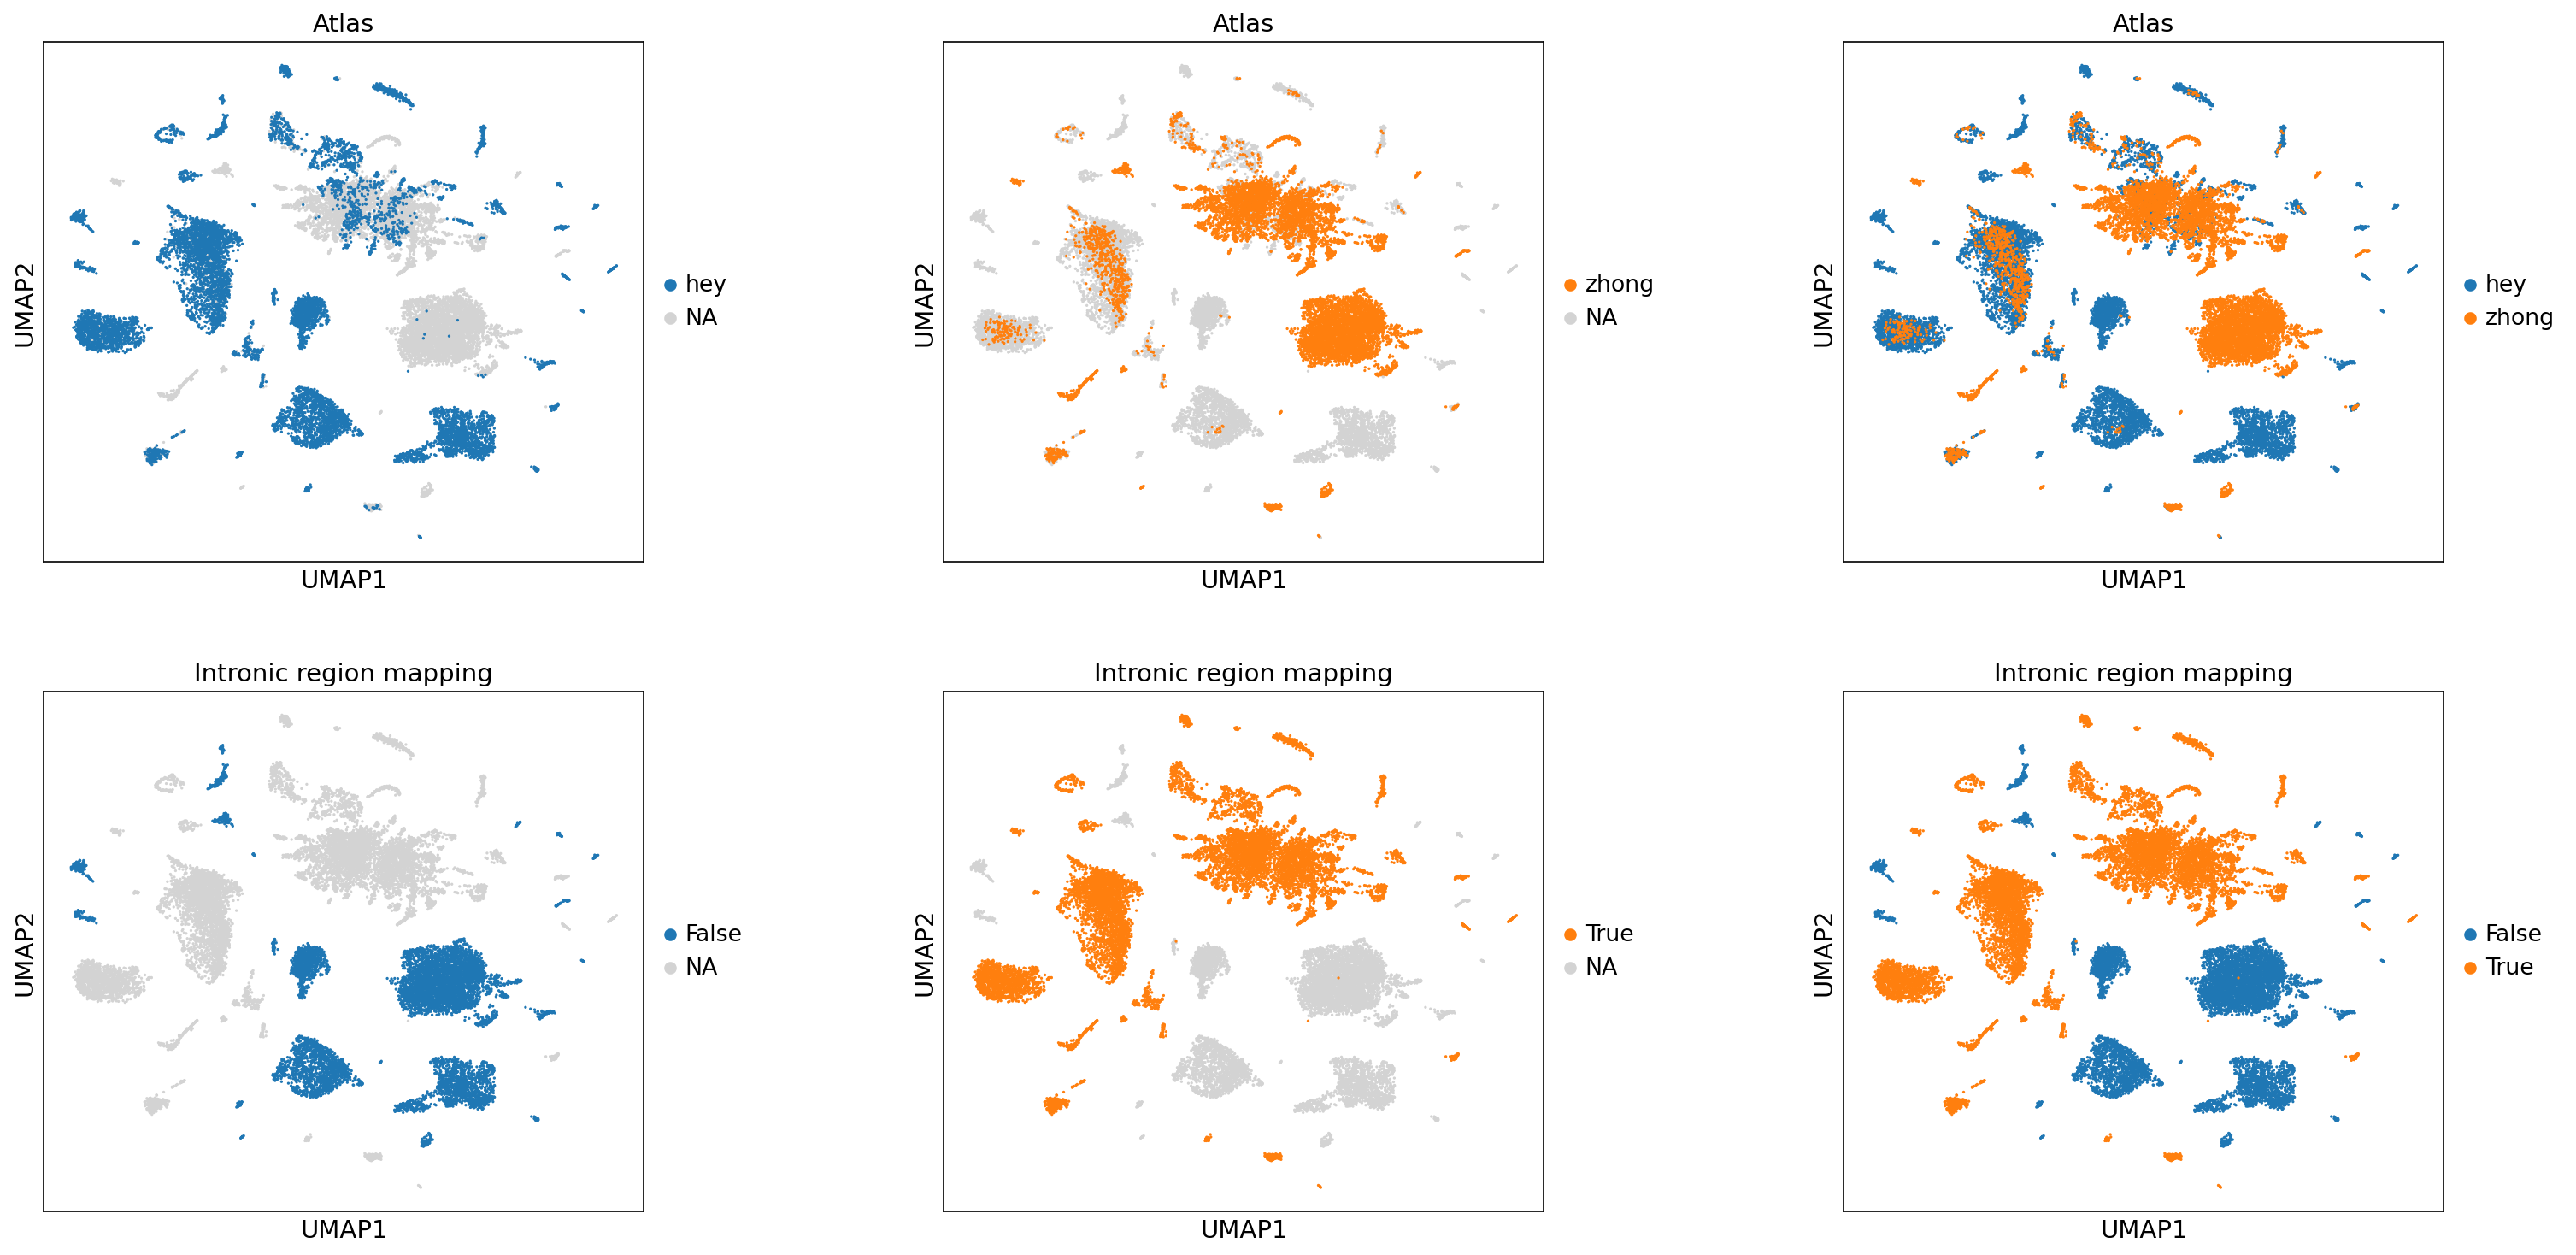 Atlas
Atlas
Atlas
UMAP2
hey
NA
UMAP2
zhong
NA
UMAP2
hey
zhong
UMAP1
UMAP1
UMAP1
Intronic region mapping
Intronic region mapping
Intronic region mapping
UMAP2
False
NA
UMAP2
True
NA
UMAP2
False
True
UMAP1
UMAP1
UMAP1